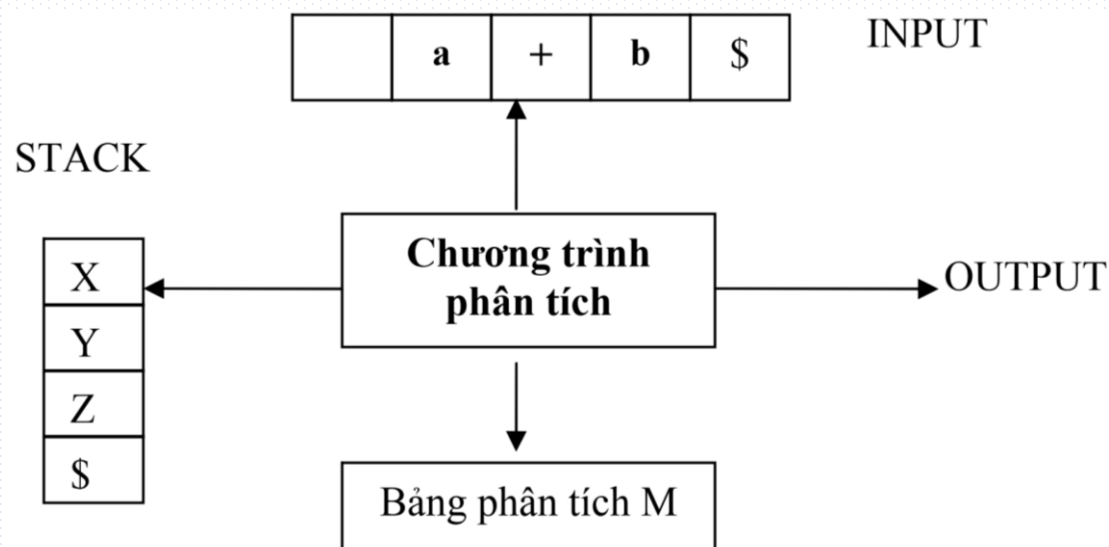 a + b $
INPUT
STACK
X
Y
Z
$
Chương trình
phân tích
OUTPUT
Bảng phân tích M